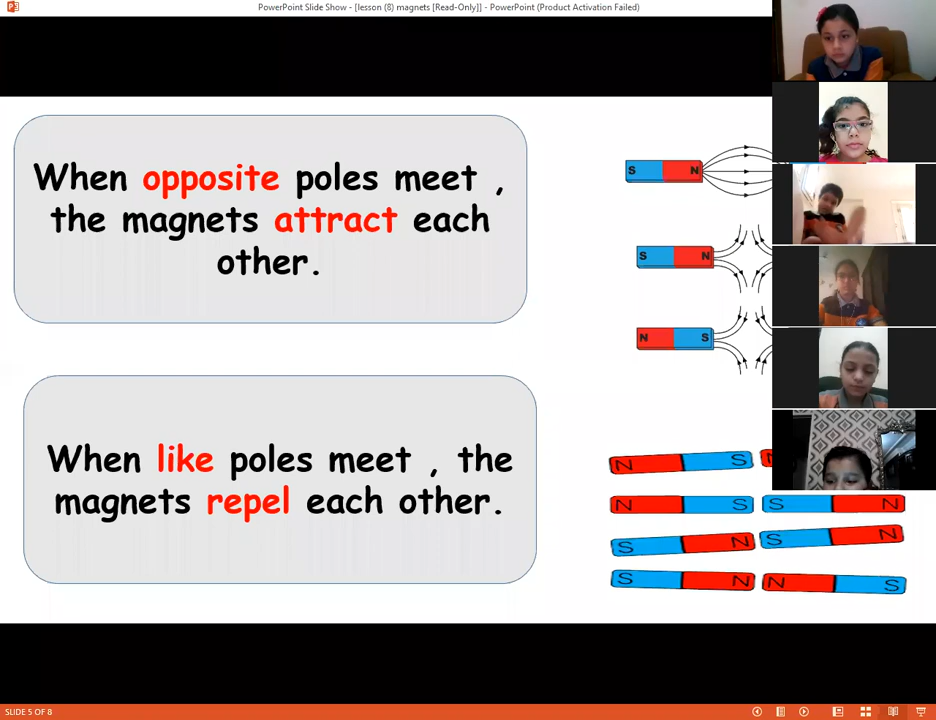 PowerPoint Slide Show - [lesson (8) magnets [Read-Only]] - PowerPoint (Product Activation Failed)
When opposite poles meet ,
the magnets attract each
other.
When like poles meet , the
magnets repel each other.
S N
S N
N S
N S N
N S S N
S N S N
S N N S
SLIDE 5 OF 8